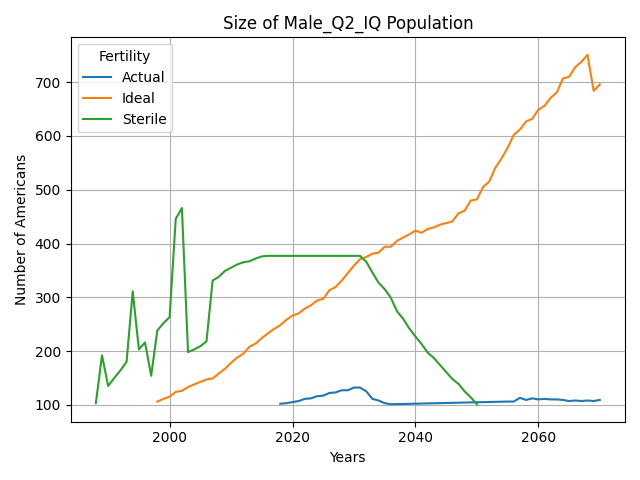 Size of Male_Q2_IQ Population
Fertility
Actual
Ideal
Sterile
Number of Americans
700
600
500
400
300
200
100
2000
2020
2040
2060
Years